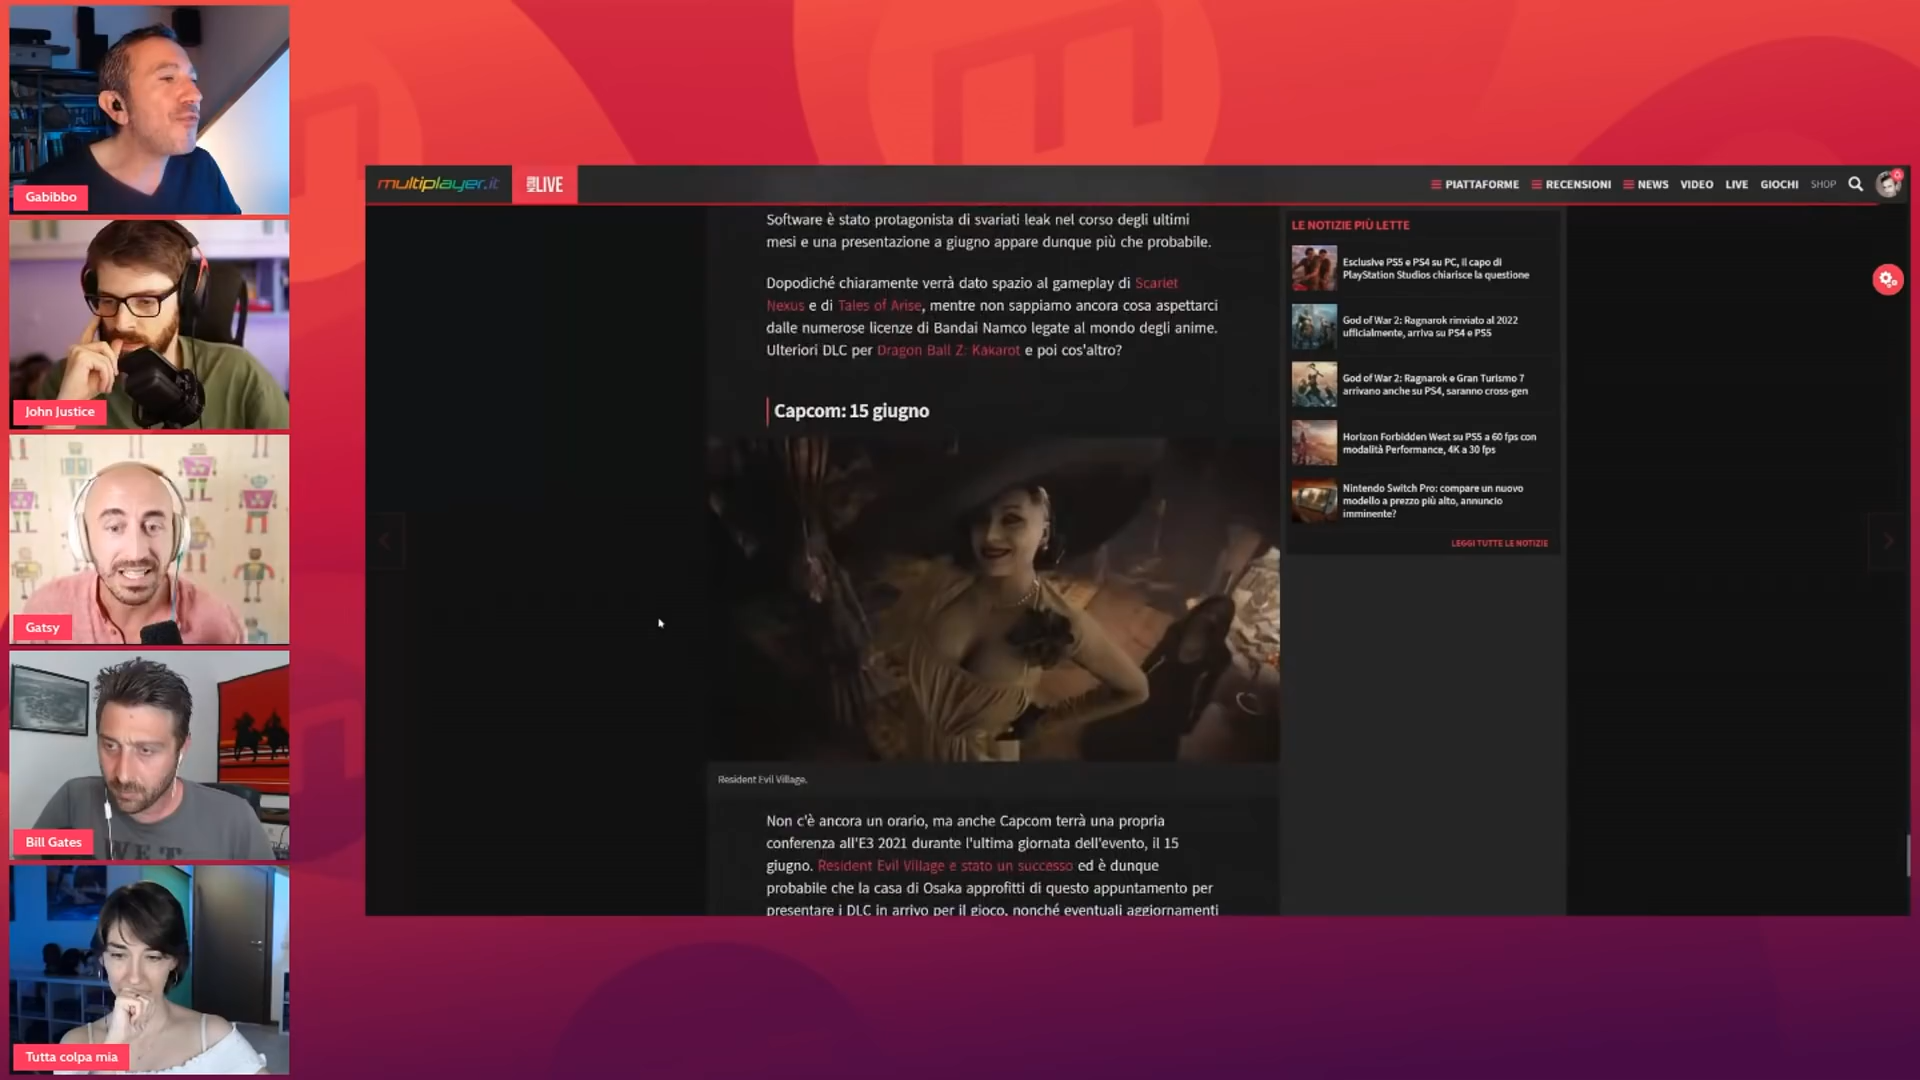 Gabibbo
John Justice
Gatsy
Bill Gates
Tutta colpa mia
multiplayer.it
LIVE
PIATTAFORME
RECENSIONI
NEWS
VIDEO
LIVE
GIOCHI
SHOP
Software è stato protagonista di svariati leak nel corso degli ultimi
mesi e una presentazione a giugno appare dunque più che probabile.
Dopodiché chiaramente verrà dato spazio al gameplay di Scarlet
Nexus e di Tales of Arise, mentre non sappiamo ancora cosa aspettarci
dalle numerose licenze di Bandai Namco legate al mondo degli anime.
Ulteriori DLC per Dragon Ball Z: Kakarot e poi cos'altro?
Capcom: 15 giugno
Resident Evil Village.
Non c'è ancora un orario, ma anche Capcom terrà una propria
conferenza all'E3 2021 durante l'ultima giornata dell'evento, il 15
giugno. Resident Evil Village è stato un successo ed è dunque
probabile che la casa di Osaka approfitti di questo appuntamento per
presentare i DLC in arrivo per il gioco, nonché eventuali aggiornamenti
LE NOTIZIE PIÙ LETTE
Esclusive PS5 e PS4 su PC, il capo di
PlayStation Studios chiarisce la questione
God of War 2: Ragnarok rinviato al 2022
ufficialmente, arriva su PS4 e PS5
God of War 2: Ragnarok e Gran Turismo 7
arrivano anche su PS4, saranno cross-gen
Horizon Forbidden West su PS5 a 60 fps con
modalità Performance, 4K a 30 fps
Nintendo Switch Pro: compare un nuovo
modello a prezzo più alto, annuncio
imminente?
LEGGI TUTTE LE NOTIZIE